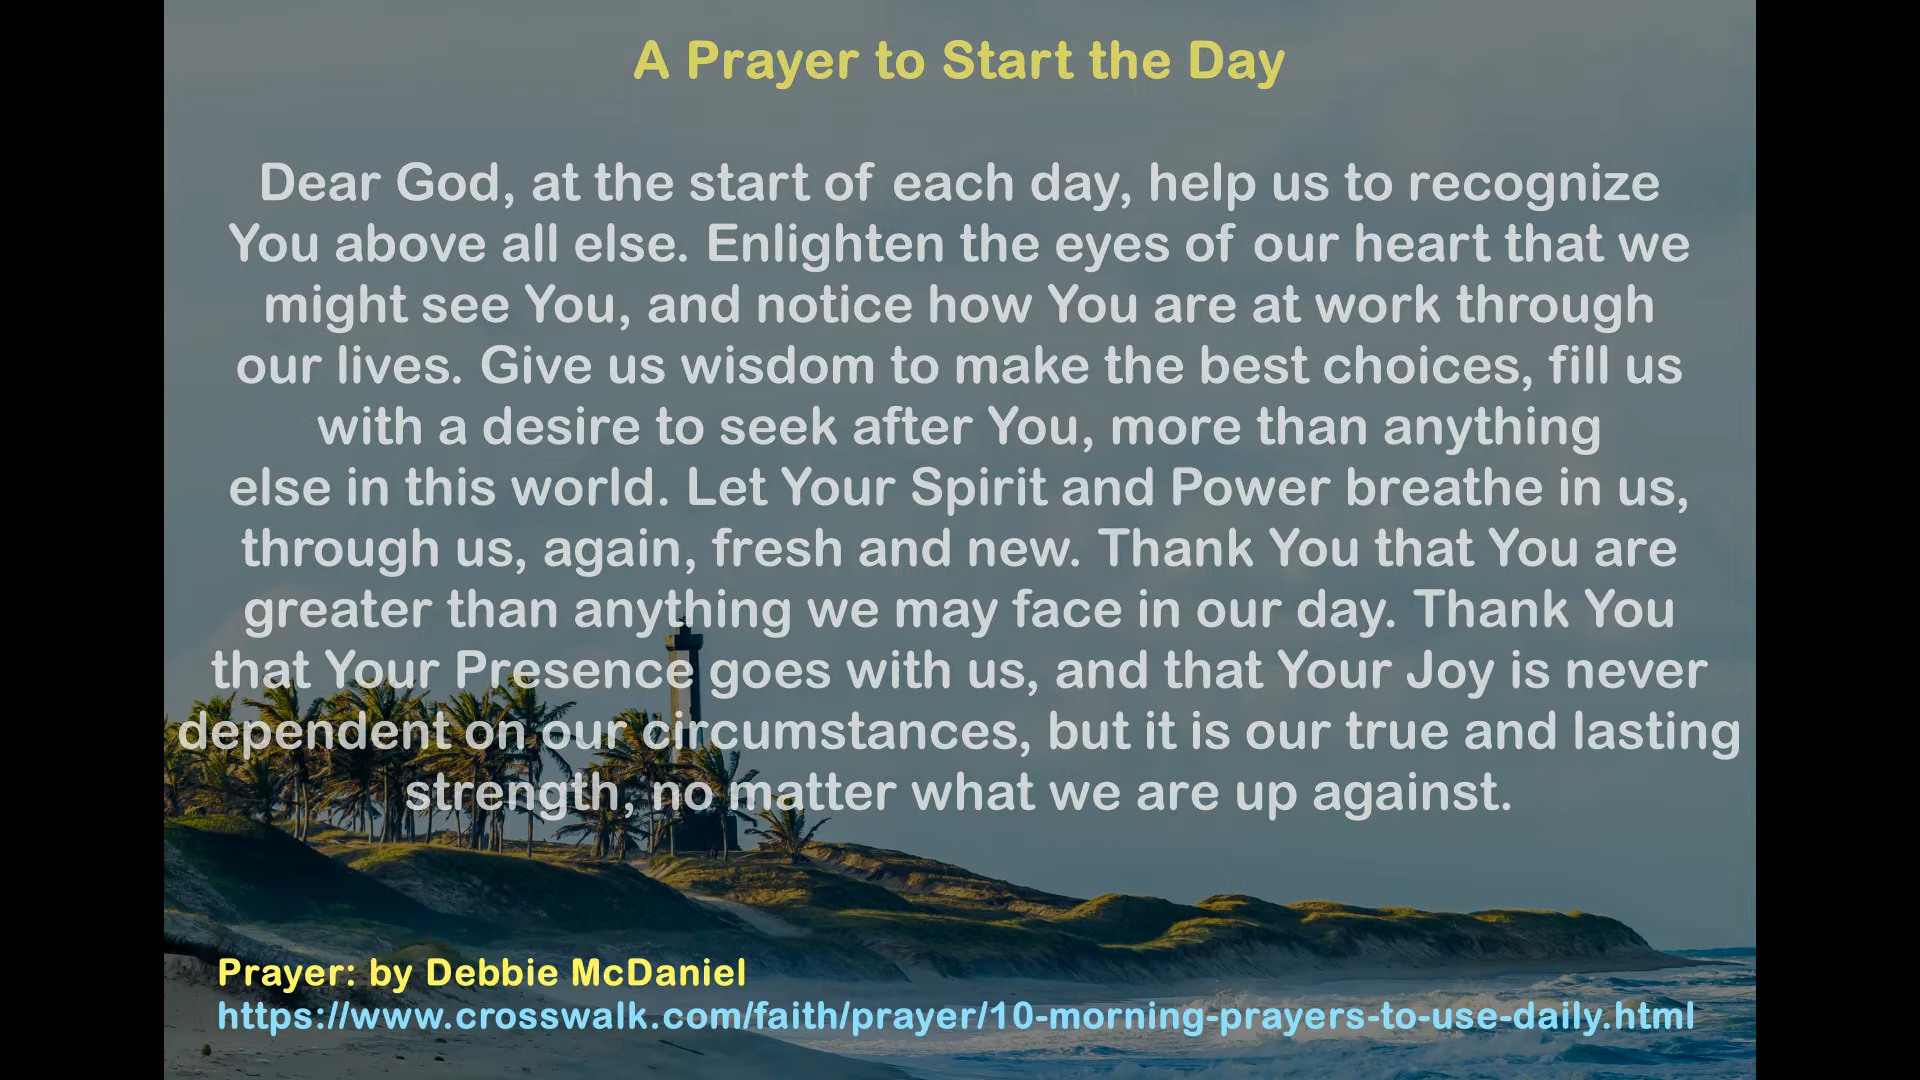 A Prayer to Start the Day
Dear God, at the start of each day, help us to recognize
You above all else. Enlighten the eyes of our heart that we
might see You, and notice how You are at work through
our lives. Give us wisdom to make the best choices, fill us
with a desire to seek after You, more than anything
else in this world. Let Your Spirit and Power breathe in us,
through us, again, fresh and new. Thank You that You are
greater than anything we may face in our day. Thank You
that Your Presence goes with us, and that Your Joy is never
dependent on our circumstances, but it is our true and lasting
strength, no matter what we are up against.
Prayer: by Debbie McDaniel
https://www.crosswalk.com/faith/prayer/10-morning-prayers-to-use-daily.html